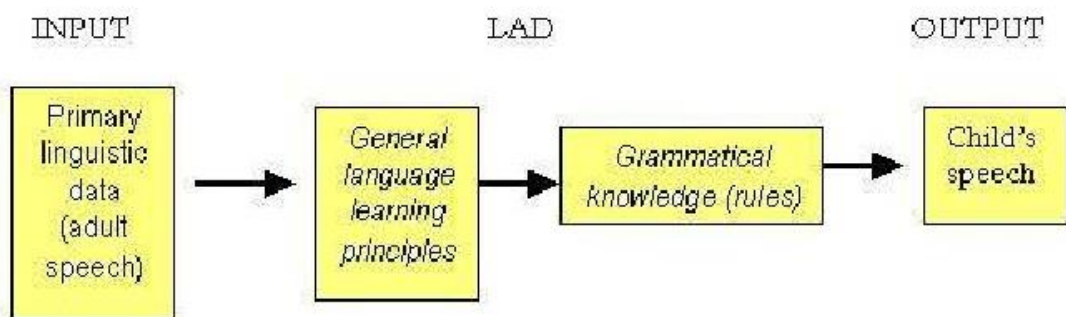 INPUT
LAD
OUTPUT
Primary
linguistic
data
(adult
speech)
General
language
learning
principles
Grammatical
knowledge (rules)
Child's
speech